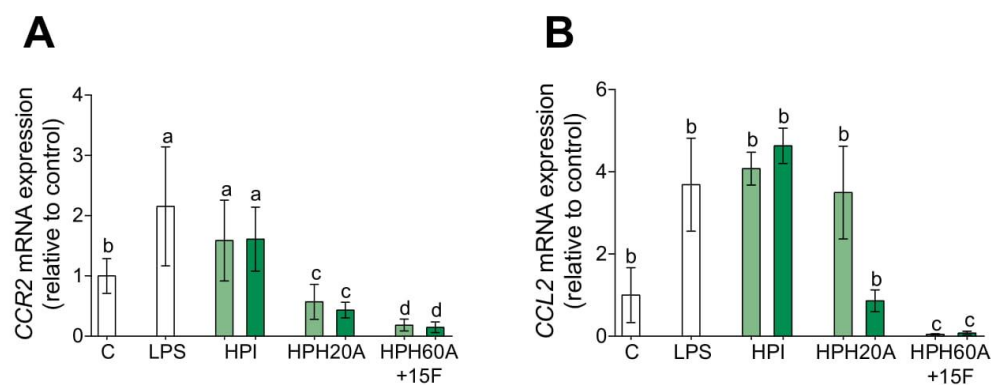 A
CCR2 mRNA expression
(relative to control)
4
3
2
1
0
b
a
a
a
c
c
d
d
C LPS HPI HPH20A HPH60A
+15F
B
CCL2 mRNA expression
(relative to control)
6
4
2
0
b
b
b
b
b
b
c
c
C LPS HPI HPH20A HPH60A
+15F